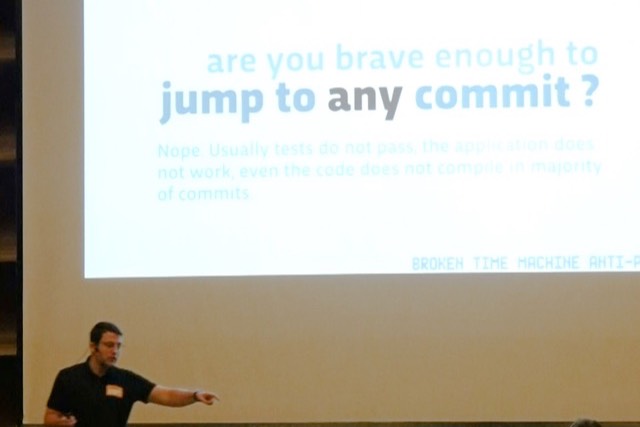 are you brave enough to
jump to any commit ?
Nope. Usually tests do not pass, the application does
not work, even the code does not compile in majority
of commits.
BROKEN TIME MACHINE ANTI-P